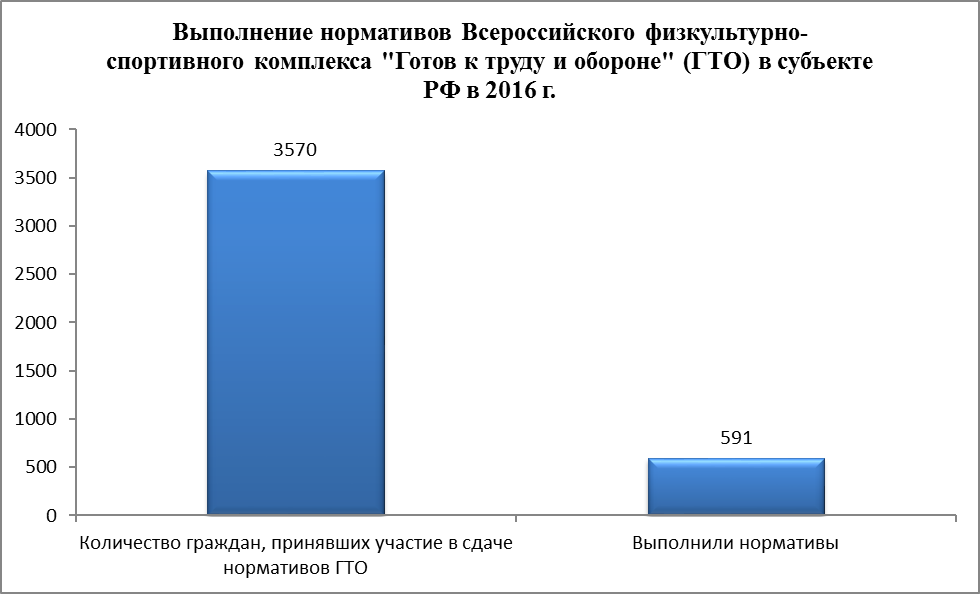 Выполнение нормативов Всероссийского физкультурно-
спортивного комплекса "Готов к труду и обороне" (ГТО) в субъекте
РФ в 2016 г.
4000
3500
3000
2500
2000
1500
1000
500
0
3570
591
Количество граждан, принявших участие в сдаче
нормативов ГТО
Выполнили нормативы